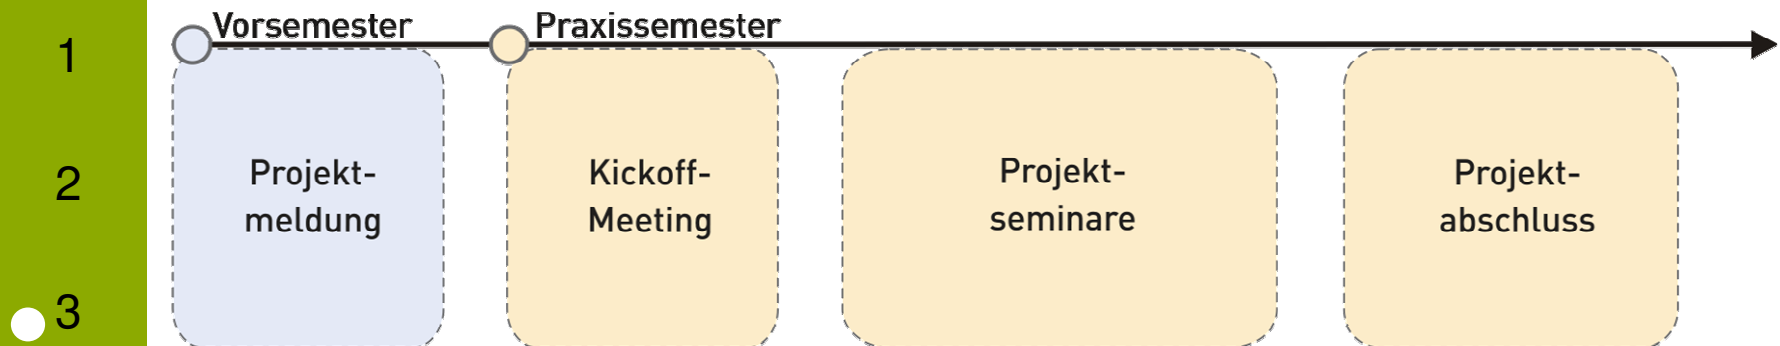 1
2
3
Vorsemester
Praxissemester
Projekt-
meldung
Kickoff-
Meeting
Projekt-
seminare
Projekt-
abschluss